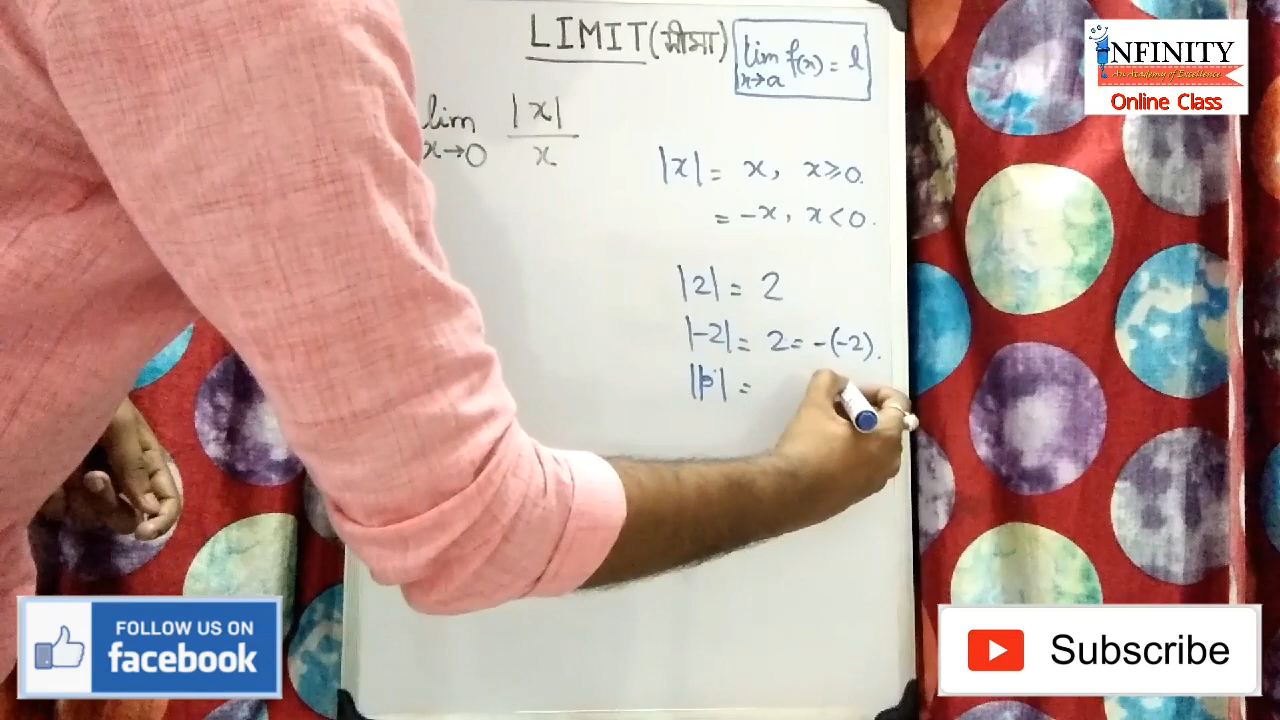 LIMIT (सीमा)
lim f(x) = l
x→a
lim |x|
x→0 x
|x| = x, x≥0.
= -x, x<0.
|2| = 2
|-2| = 2 = -(-2).
|p| =
INFINITY
An Academy of Excellence
Online Class
FOLLOW US ON
facebook
Subscribe